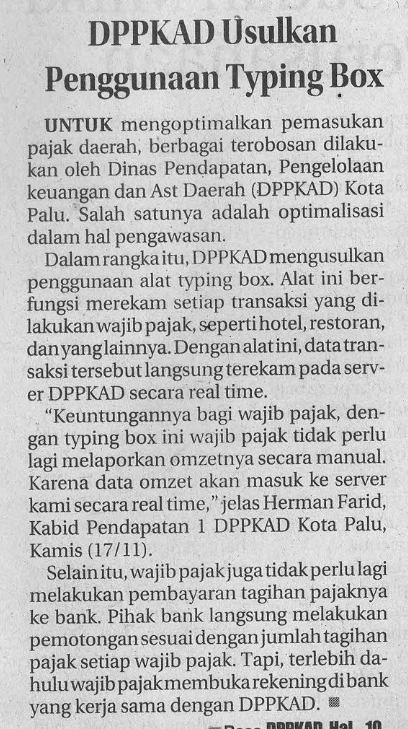 DPPKAD Usulkan
Penggunaan Typing Box
UNTUK mengoptimalkan pemasukan
pajak daerah, berbagai terobosan dilaku-
kan oleh Dinas Pendapatan, Pengelolaan
keuangan dan Ast Daerah (DPPKAD) Kota
Palu. Salah satunya adalah optimalisasi
dalam hal pengawasan.
Dalam rangka itu, DPPKAD mengusulkan
penggunaan alat typing box. Alat ini ber-
fungsi merekam setiap transaksi yang di-
lakukan wajib pajak, seperti hotel, restoran,
dan yang lainnya. Dengan alat ini, data tran-
saksi tersebut langsung terekam pada serv-
er DPPKAD secara real time.
“Keuntungannya bagi wajib pajak, den-
gan typing box ini wajib pajak tidak perlu
lagi melaporkan omzetnya secara manual.
Karena data omzet akan masuk ke server
kami secara real time,” jelas Herman Farid,
Kabid Pendapatan 1 DPPKAD Kota Palu,
Kamis (17/11).
Selain itu, wajib pajak juga tidak perlu lagi
melakukan pembayaran tagihan pajaknya
ke bank. Pihak bank langsung melakukan
pemotongan sesuai dengan jumlah tagihan
pajak setiap wajib pajak. Tapi, terlebih da-
hulu wajib pajak membuka rekening di bank
yang kerja sama dengan DPPKAD.
DPPKAD Hal 10